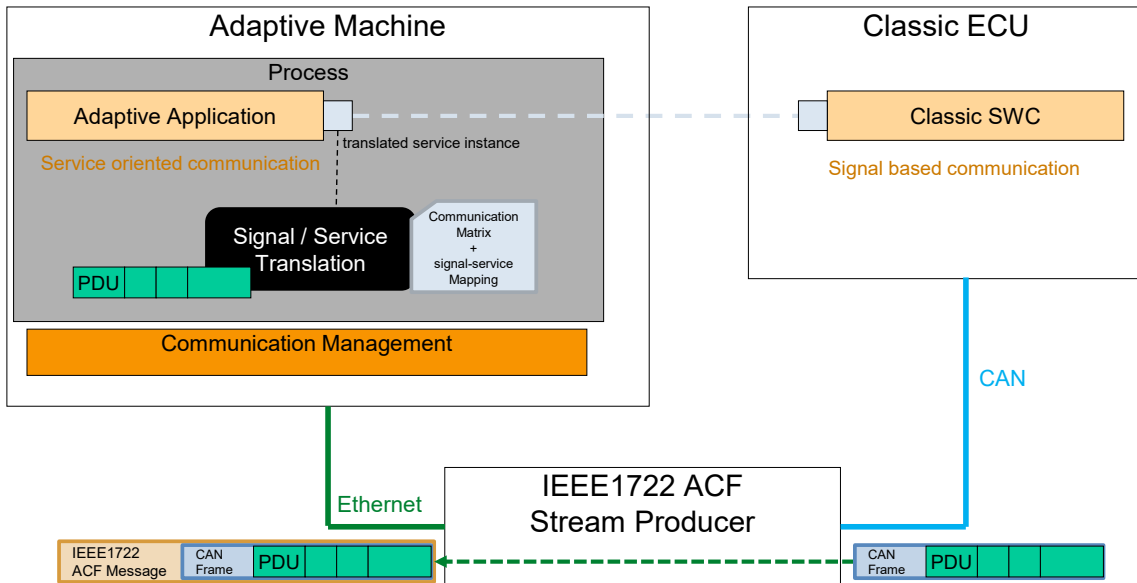 Adaptive Machine
Process
Adaptive Application
translated service instance
Service oriented communication
Signal / Service
Translation
Communication
Matrix
+
signal-service
Mapping
PDU
Communication Management
Classic ECU
Classic SWC
Signal based communication
CAN
Ethernet
IEEE1722 ACF
Stream Producer
IEEE1722
ACF Message
CAN
Frame
PDU
CAN
Frame
PDU